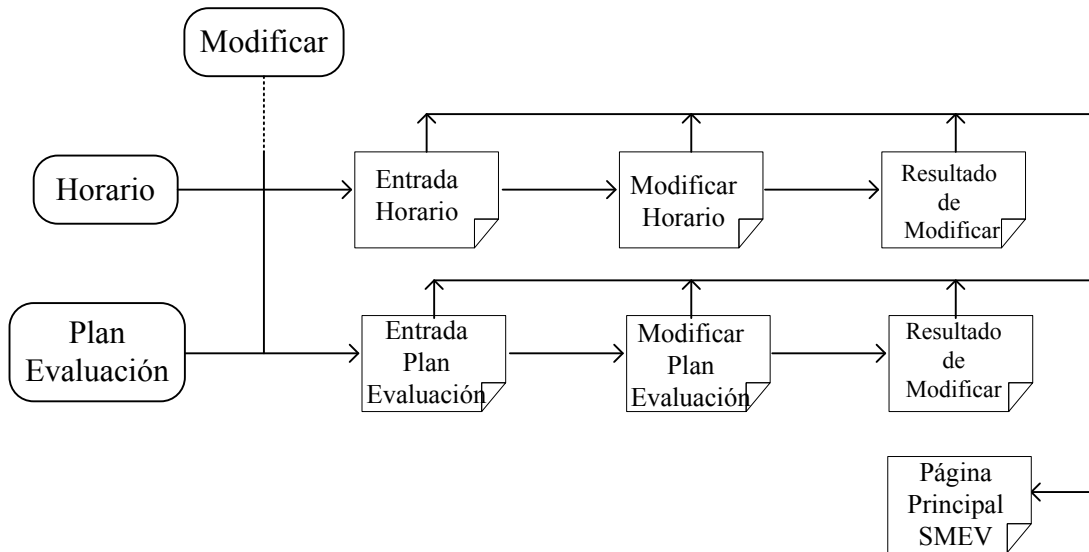 Modificar
Horario
Entrada
Horario
Modificar
Horario
Resultado
de
Modificar
Plan
Evaluación
Entrada
Plan
Evaluación
Modificar
Plan
Evaluación
Resultado
de
Modificar
Página
Principal
SMEV